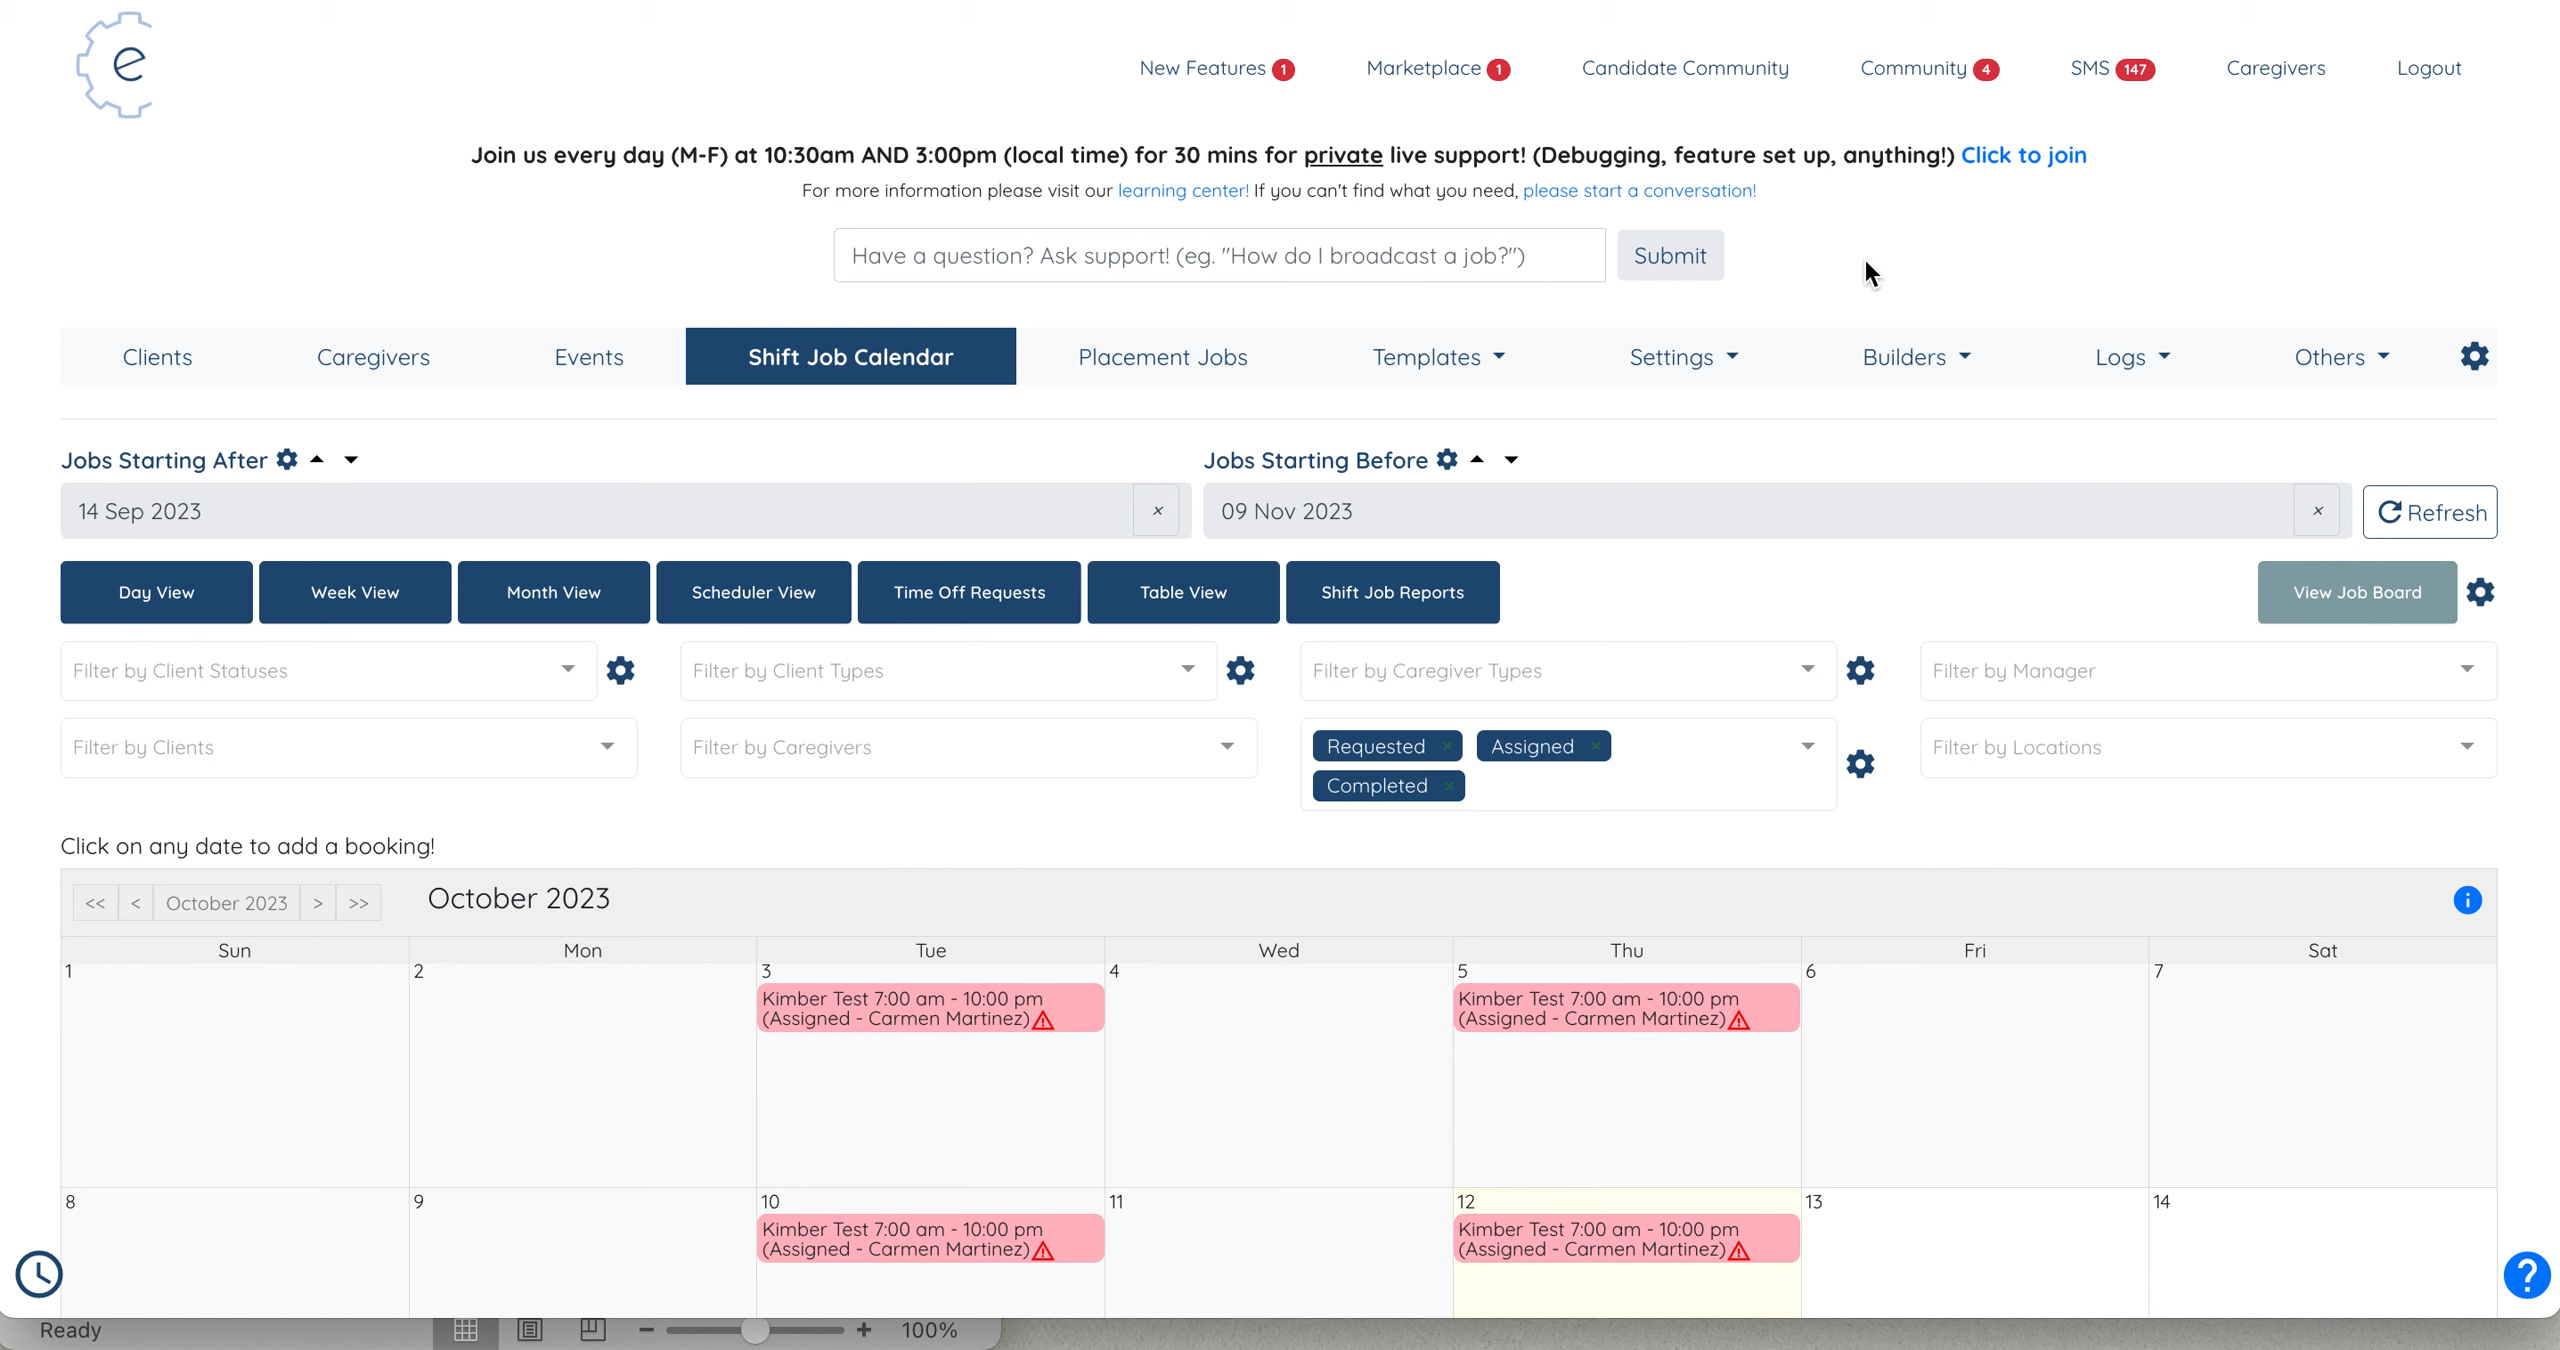 e
New Features 1 Marketplace 1 Candidate Community Community 4 SMS 147 Caregivers Logout
Join us every day (M-F) at 10:30am AND 3:00pm (local time) for 30 mins for private live support! (Debugging, feature set up, anything!) Click to join
For more information please visit our learning center! If you can't find what you need, please start a conversation!
Have a question? Ask support! (eg. "How do I broadcast a job?") Submit
Clients Caregivers Events Shift Job Calendar Placement Jobs Templates Settings Builders Logs Others
Jobs Starting After Jobs Starting Before
14 Sep 2023 × 09 Nov 2023 × Refresh
Day View Week View Month View Scheduler View Time Off Requests Table View Shift Job Reports View Job Board
Filter by Client Statuses Filter by Client Types Filter by Caregiver Types Filter by Manager
Filter by Clients Filter by Caregivers Requested × Assigned × Filter by Locations
Completed ×
Click on any date to add a booking!
<< < October 2023 > >> October 2023 i
Sun Mon Tue Wed Thu Fri Sat
1 2 3 4 5 6 7
Kimber Test 7:00 am - 10:00 pm Kimber Test 7:00 am - 10:00 pm
(Assigned - Carmen Martinez) (Assigned - Carmen Martinez)
8 9 10 11 12 13 14
Kimber Test 7:00 am - 10:00 pm Kimber Test 7:00 am - 10:00 pm
(Assigned - Carmen Martinez) (Assigned - Carmen Martinez)
?
Ready − + 100%